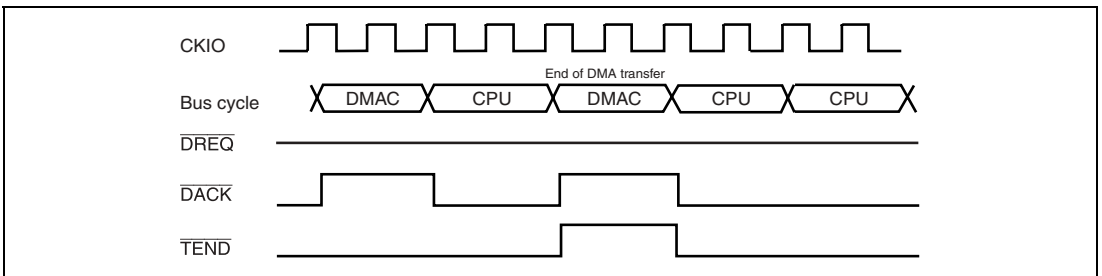 CKIO
End of DMA transfer
Bus cycle DMAC CPU DMAC CPU CPU
DREQ
DACK
TEND